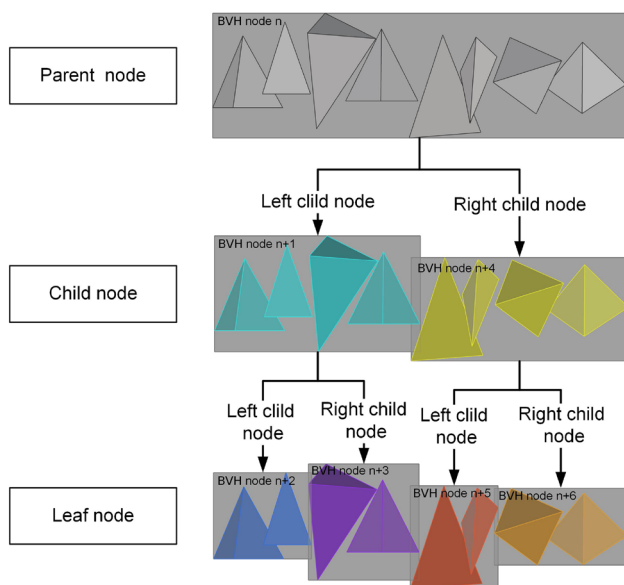 BVH node n
Parent node
Left clild node
Right child node
BVH node n+1
BVH node n+4
Child node
Left clild
node
Right child
node
Left clild
node
Right child
node
BVH node n+2
BVH node n+3
BVH node n+5
BVH node n+6
Leaf node